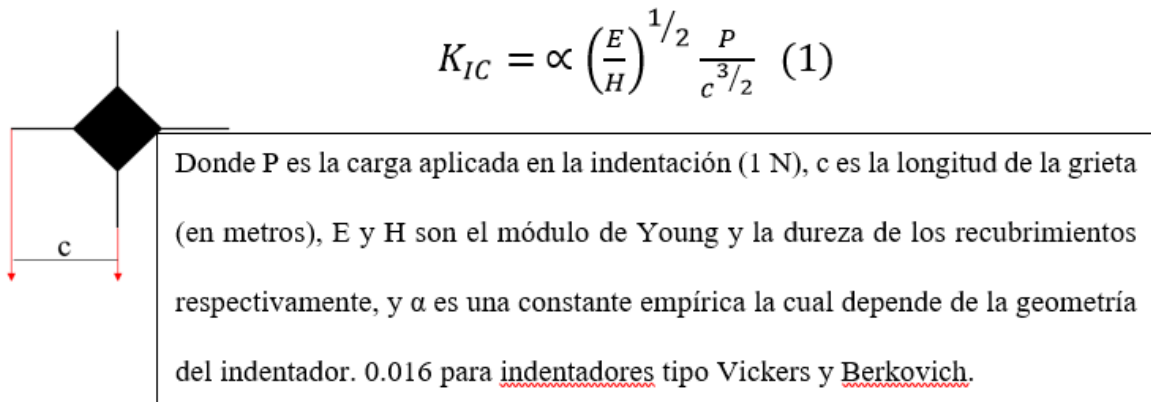 K_{IC} = ∝ (E/H)^{1/2} P/c^{3/2} (1)
c
Donde P es la carga aplicada en la indentación (1 N), c es la longitud de la grieta
(en metros), E y H son el módulo de Young y la dureza de los recubrimientos
respectivamente, y α es una constante empírica la cual depende de la geometría
del indentador. 0.016 para indentadores tipo Vickers y Berkovich.